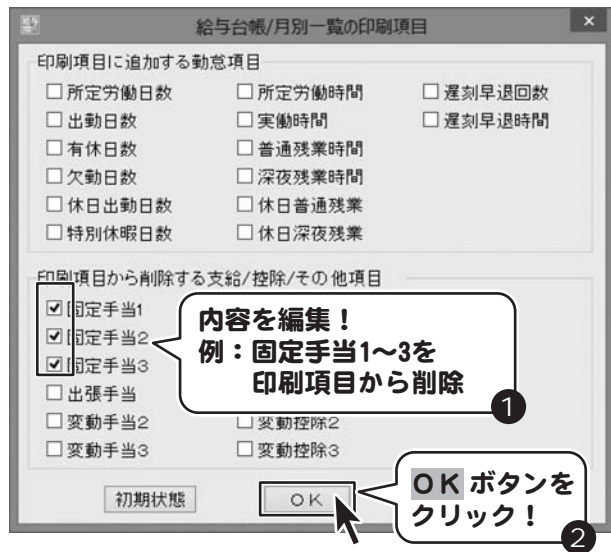 給与台帳/月別一覧の印刷項目
×
印刷項目に追加する勤怠項目
所定労働日数 所定労働時間 遅刻早退回数
出勤日数 実働時間 遅刻早退時間
有休日数 普通残業時間
欠勤日数 深夜残業時間
休日出勤日数 休日普通残業
特別休暇日数 休日深夜残業
印刷項目から削除する支給/控除/その他項目
固定手当1
固定手当2
固定手当3
出張手当
変動手当2 変動控除2
変動手当3 変動控除3
内容を編集!
例:固定手当1~3を
印刷項目から削除
1
初期状態 OK
OK ボタンを
クリック!
2